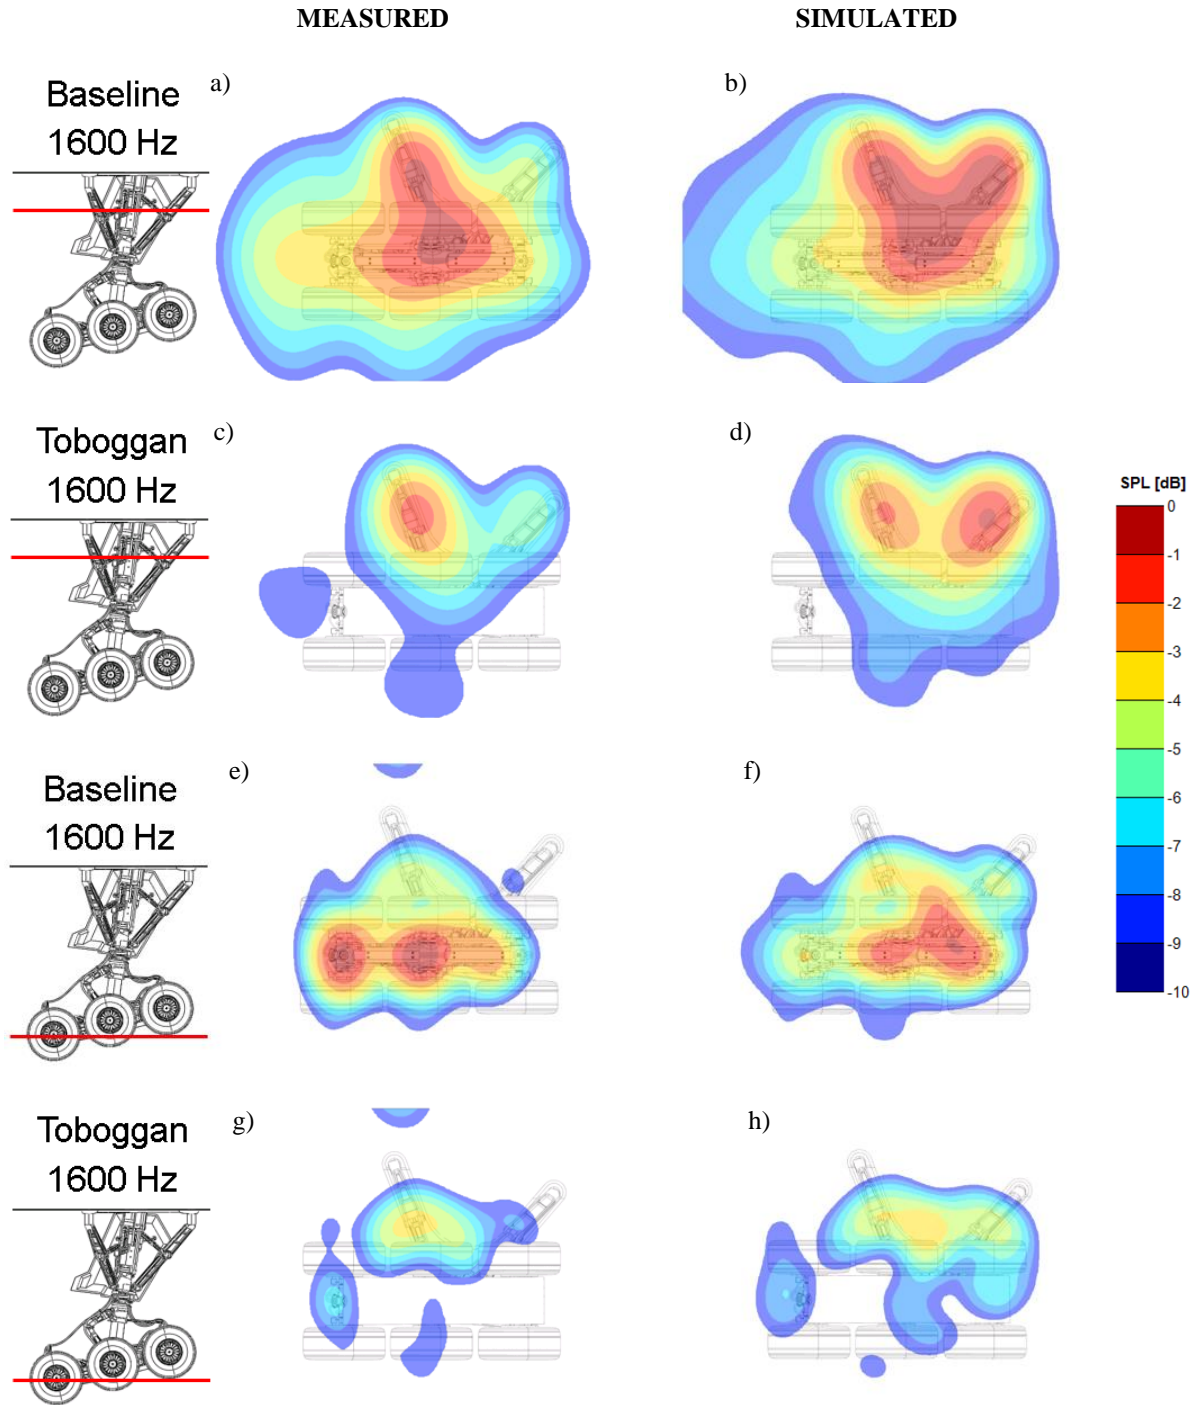 MEASURED
SIMULATED
Baseline
1600 Hz
a)
b)
Toboggan
1600 Hz
c)
d)
SPL [dB]
0
-1
-2
-3
-4
-5
-6
-7
-8
-9
-10
Baseline
1600 Hz
e)
f)
Toboggan
1600 Hz
g)
h)